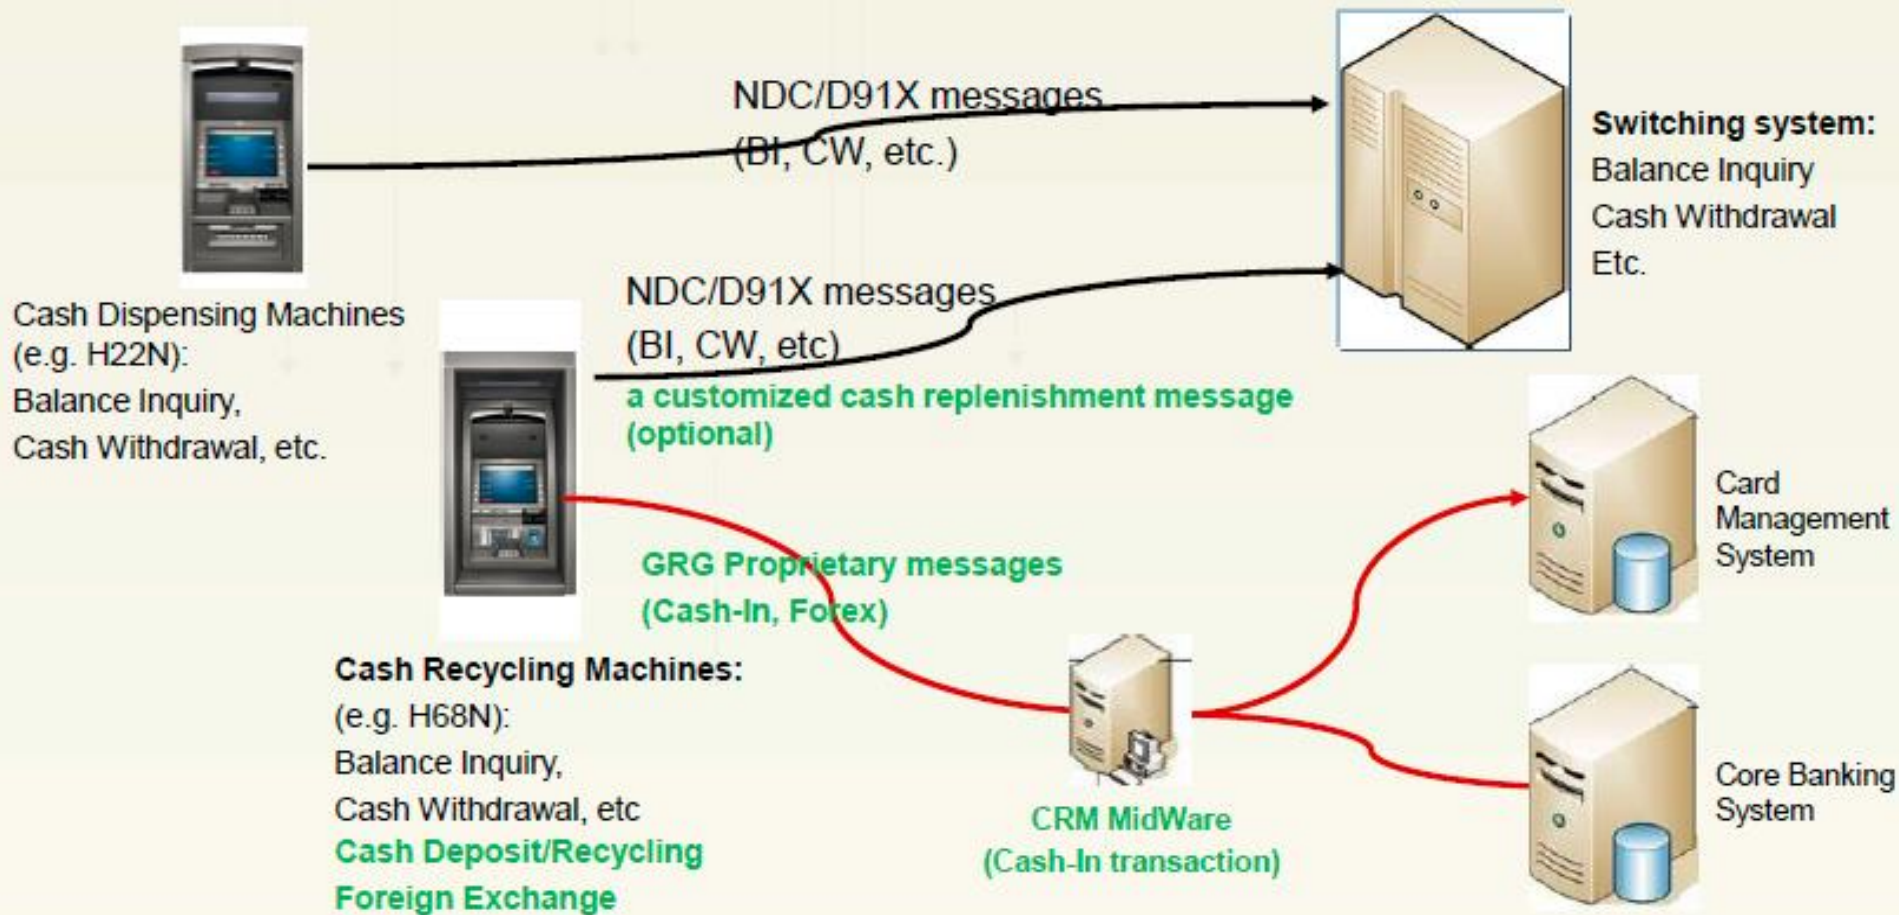 NDC/D91X messages
(BI, CW, etc.)
Switching system:
Balance Inquiry
Cash Withdrawal
Etc.
Cash Dispensing Machines
(e.g. H22N):
Balance Inquiry,
Cash Withdrawal, etc.
NDC/D91X messages
(BI, CW, etc)
a customized cash replenishment message
(optional)
Card
Management
System
GRG Proprietary messages
(Cash-In, Forex)
Cash Recycling Machines:
(e.g. H68N):
Balance Inquiry,
Cash Withdrawal, etc
Cash Deposit/Recycling
Foreign Exchange
CRM MidWare
(Cash-In transaction)
Core Banking
System